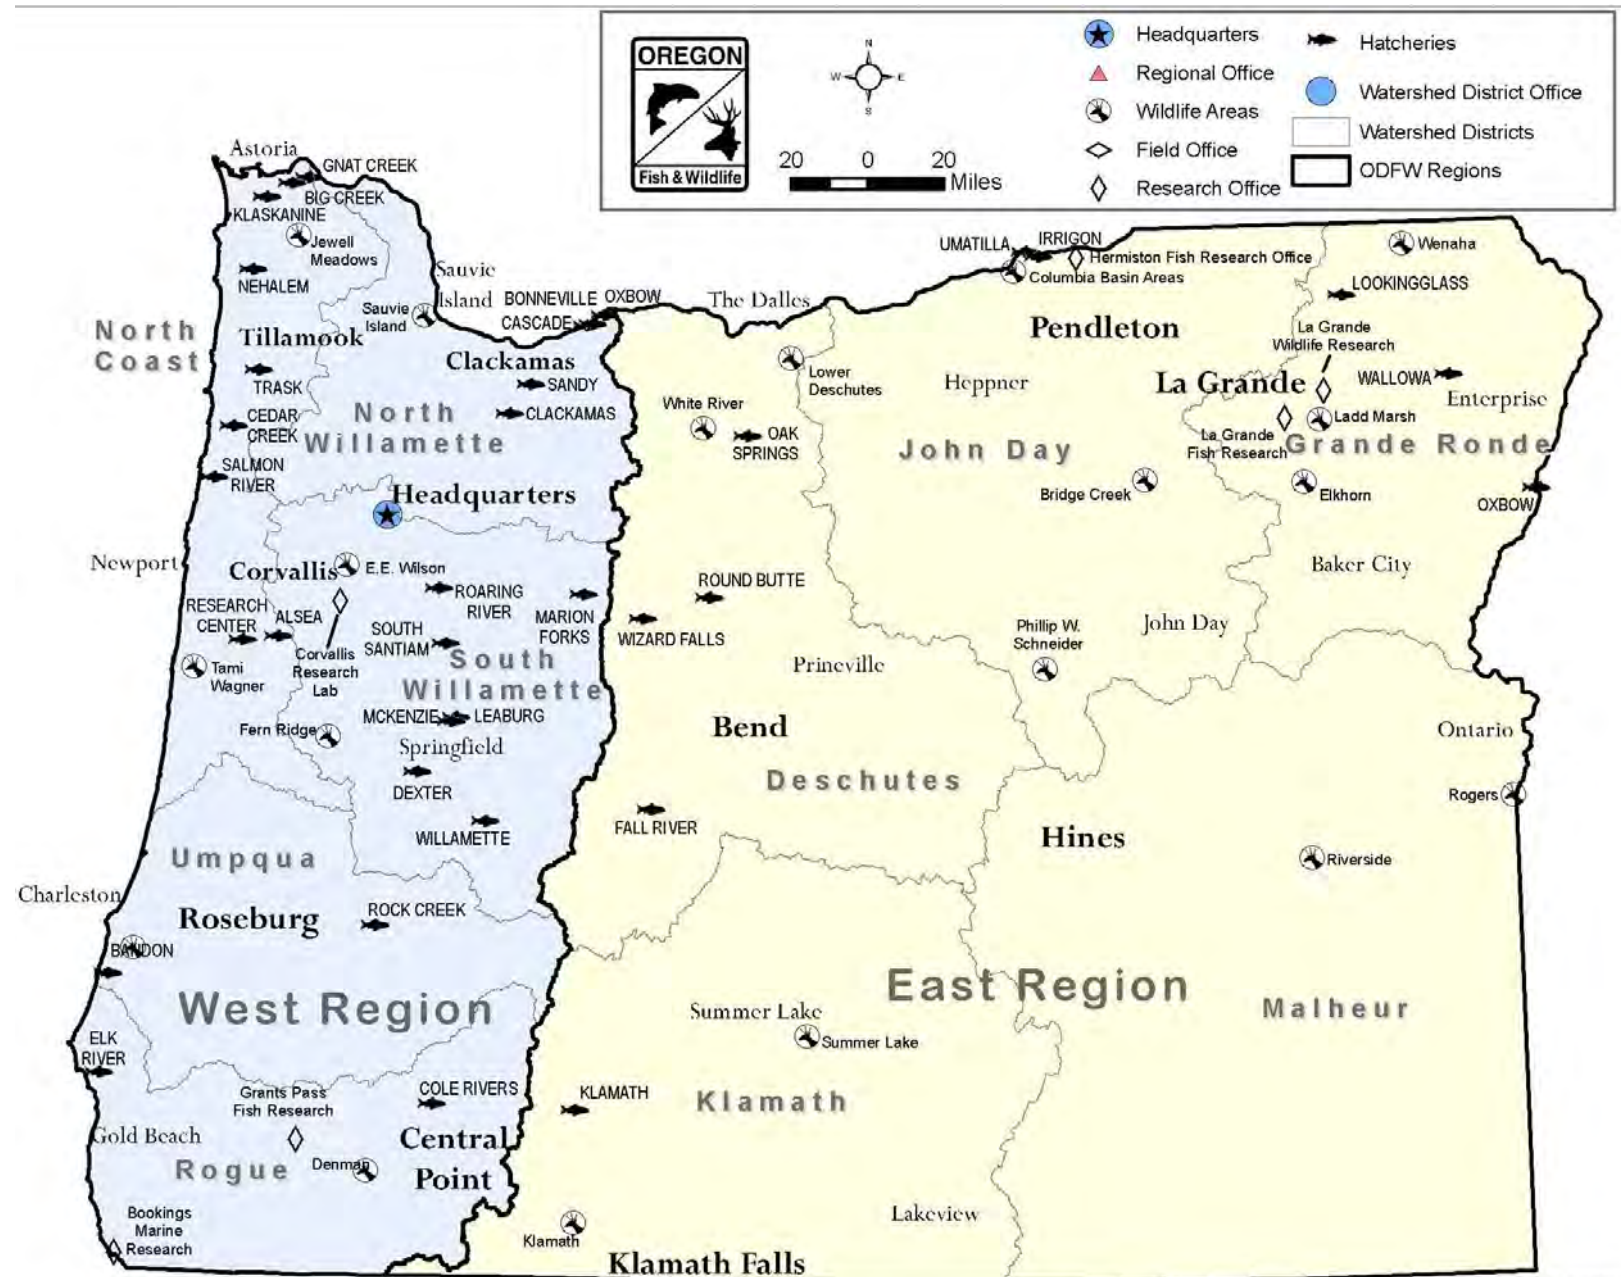 OREGON
Fish & Wildlife
N
W
E
S
20
0
20
Miles
Headquarters
Regional Office
Wildlife Areas
Field Office
Research Office
Hatcheries
Watershed District Office
Watershed Districts
ODFW Regions
Astoria
GNAT CREEK
BIG CREEK
KLASKANINE
Jewell
Meadows
NEHALEM
Sauvie
Island
Sauvie
Island
BONNEVILLE
OXBOW
CASCADE
The Dalles
UMATILLA
IRRIGON
Hermiston Fish Research Office
Columbia Basin Areas
Wenaha
LOOKINGGLASS
North
Coast
Tillamook
TRASK
Clackamas
SANDY
CLACKAMAS
North
Willamette
CEDAR
CREEK
SALMON
RIVER
Headquarters
Lower
Deschutes
White River
OAK
SPRINGS
Pendleton
Heppner
John Day
La Grande
Wildlife Research
La Grande
WALLOWA
Enterprise
Ladd Marsh
La Grande
Fish Research
Grande Ronde
Bridge Creek
Elkhorn
OXBOW
Baker City
Newport
Corvallis
E.E. Wilson
ROARING
RIVER
MARION
FORKS
RESEARCH
CENTER
ALSEA
SOUTH
SANTIAM
Corvallis
Research
Lab
Tami
Wagner
South
Willamette
MCKENZIE
LEABURG
Fern Ridge
Springfield
DEXTER
WILLAMETTE
ROUND BUTTE
WIZARD FALLS
Prineville
Phillip W.
Schneider
John Day
Bend
Deschutes
FALL RIVER
Ontario
Rogers
Hines
Riverside
Umpqua
Charleston
Roseburg
ROCK CREEK
BANDON
West Region
East Region
Malheur
Summer Lake
Summer Lake
ELK
RIVER
Grants Pass
Fish Research
COLE RIVERS
KLAMATH
Klamath
Gold Beach
Rogue
Denman
Central
Point
Bookings
Marine
Research
Klamath
Klamath Falls
Lakeview